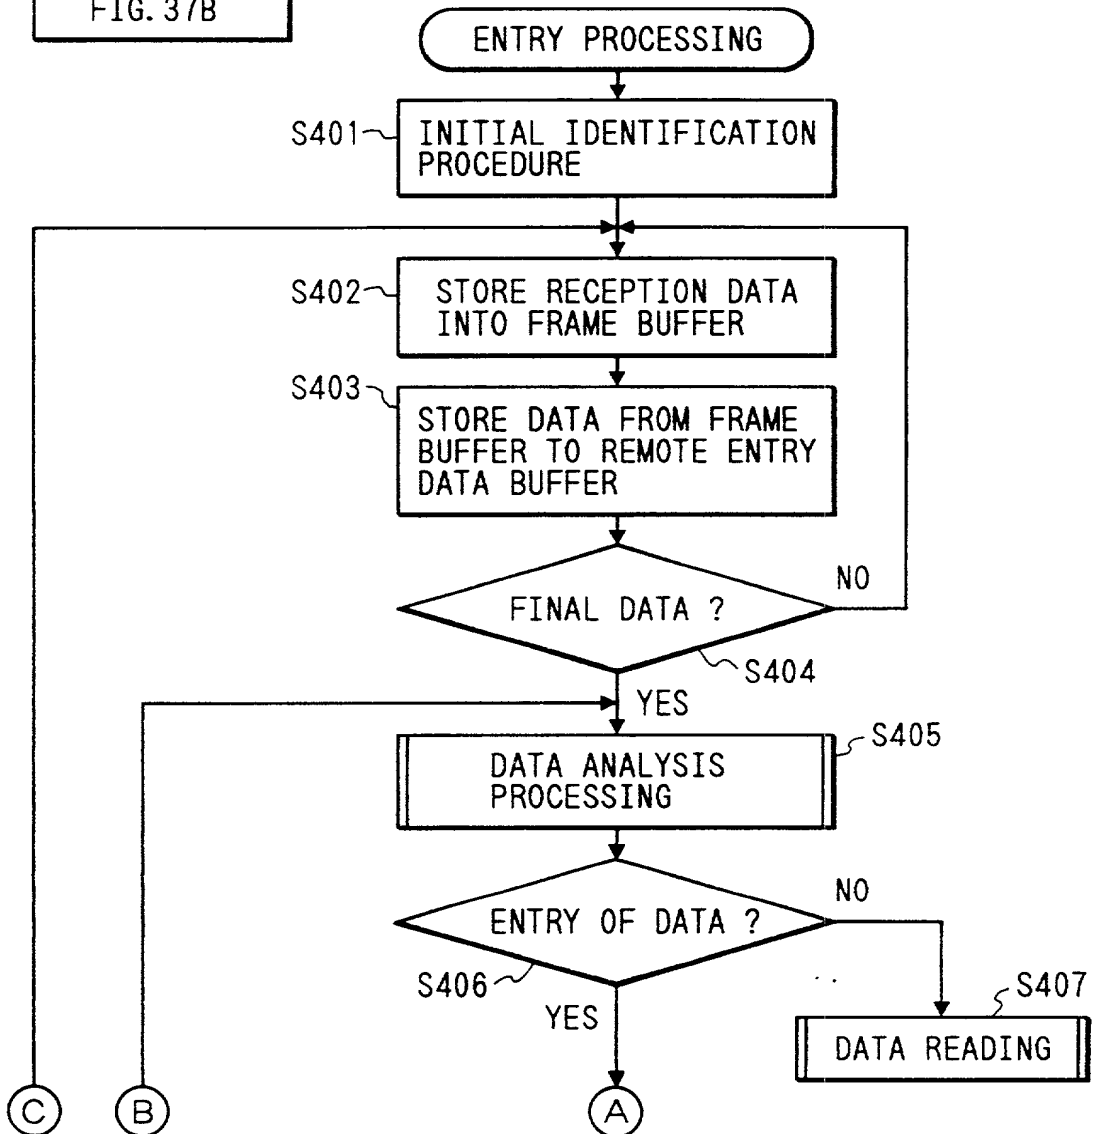 FIG. 37B
ENTRY PROCESSING
S401
INITIAL IDENTIFICATION
PROCEDURE
S402
STORE RECEPTION DATA
INTO FRAME BUFFER
S403
STORE DATA FROM FRAME
BUFFER TO REMOTE ENTRY
DATA BUFFER
FINAL DATA ?
NO
S404
YES
S405
DATA ANALYSIS
PROCESSING
ENTRY OF DATA ?
NO
S406
YES
S407
DATA READING
C
B
A